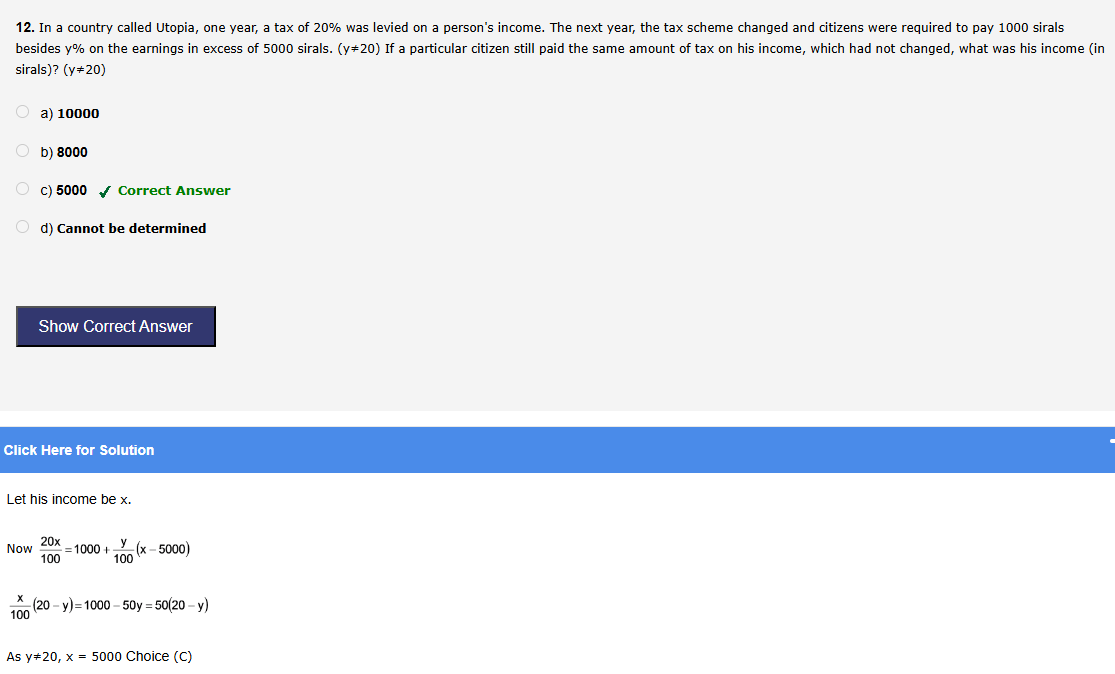 12. In a country called Utopia, one year, a tax of 20% was levied on a person's income. The next year, the tax scheme changed and citizens were required to pay 1000 sirals
besides y% on the earnings in excess of 5000 sirals. (y≠20) If a particular citizen still paid the same amount of tax on his income, which had not changed, what was his income (in
sirals)? (y≠20)
a) 10000
b) 8000
c) 5000 ✓ Correct Answer
d) Cannot be determined
Show Correct Answer
Click Here for Solution
Let his income be x.
Now 20x/100 = 1000 + y/100 (x – 5000)
x/100 (20 – y) = 1000 – 50y = 50(20 – y)
As y≠20, x = 5000 Choice (C)